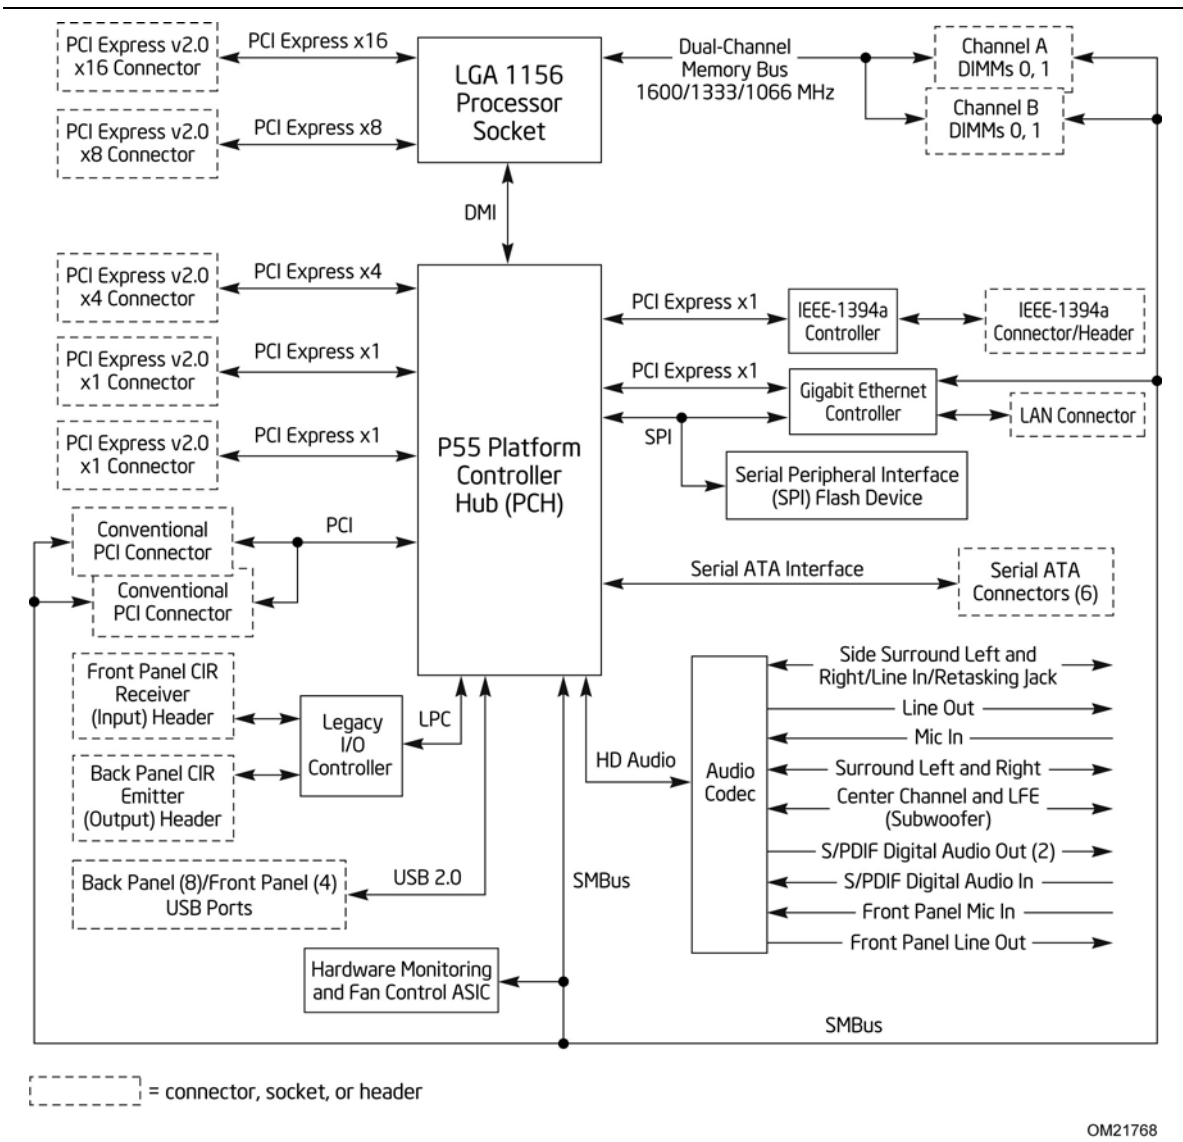 PCI Express v2.0
x16 Connector
PCI Express x16
LGA 1156
Processor
Socket
Dual-Channel
Memory Bus
1600/1333/1066 MHz
Channel A
DIMMs 0, 1
Channel B
DIMMs 0, 1
PCI Express v2.0
x8 Connector
PCI Express x8
DMI
PCI Express v2.0
x4 Connector
PCI Express x4
PCI Express v2.0
x1 Connector
PCI Express x1
PCI Express v2.0
x1 Connector
PCI Express x1
P55 Platform
Controller
Hub (PCH)
PCI Express x1
IEEE-1394a
Controller
IEEE-1394a
Connector/Header
PCI Express x1
Gigabit Ethernet
Controller
LAN Connector
SPI
Serial Peripheral Interface
(SPI) Flash Device
Conventional
PCI Connector
PCI
Conventional
PCI Connector
Serial ATA Interface
Serial ATA
Connectors (6)
Front Panel CIR
Receiver
(Input) Header
Back Panel CIR
Emitter
(Output) Header
Legacy
I/O
Controller
LPC
HD Audio
Audio
Codec
Side Surround Left and
Right/Line In/Retasking Jack
Line Out
Mic In
Surround Left and Right
Center Channel and LFE
(Subwoofer)
S/PDIF Digital Audio Out (2)
S/PDIF Digital Audio In
Front Panel Mic In
Front Panel Line Out
Back Panel (8)/Front Panel (4)
USB Ports
USB 2.0
SMBus
Hardware Monitoring
and Fan Control ASIC
SMBus
= connector, socket, or header
OM21768